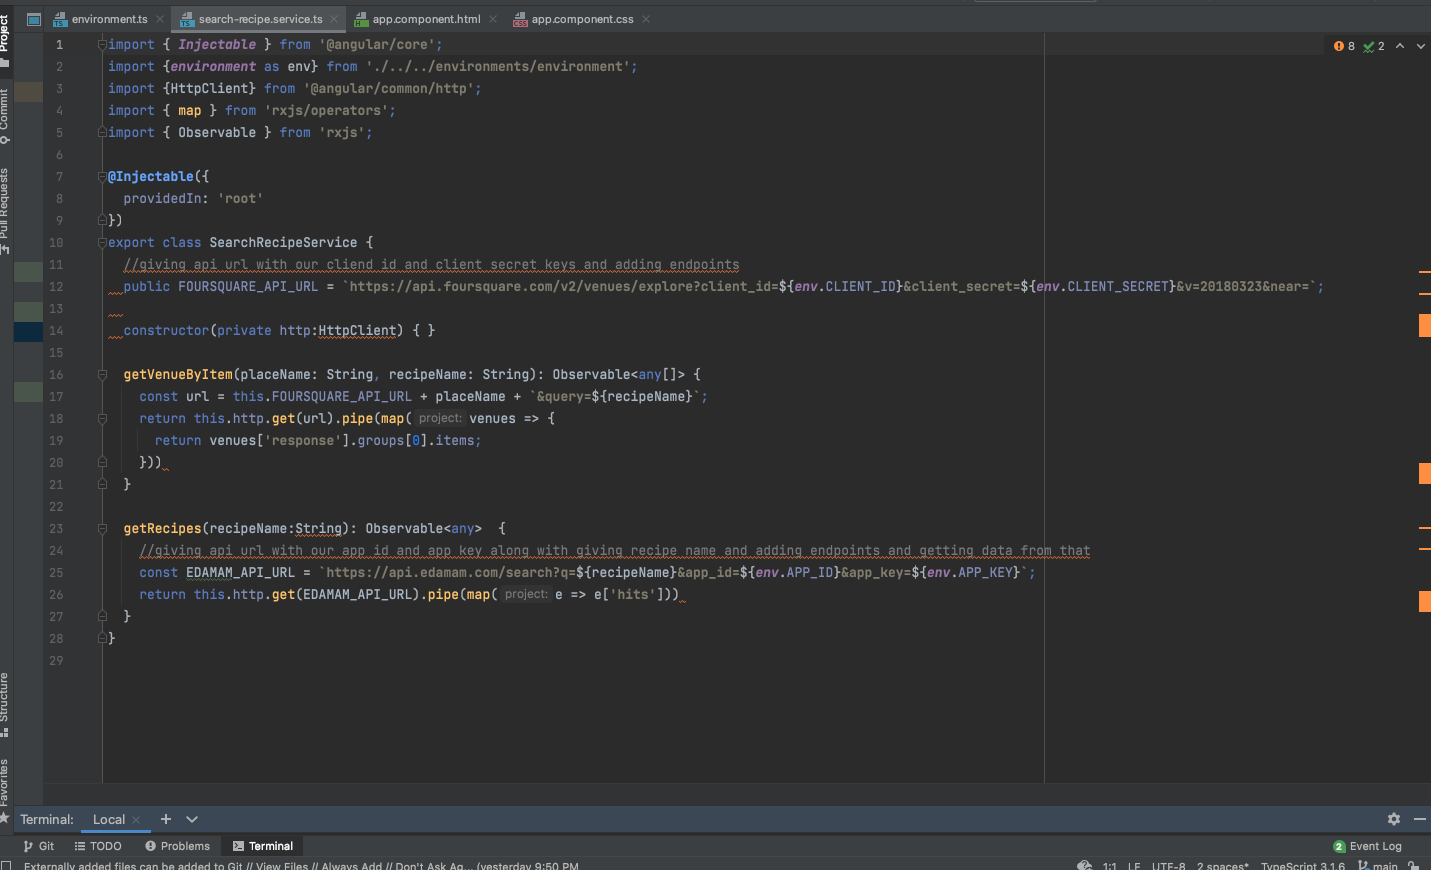 environment.ts
search-recipe.service.ts
app.component.html
app.component.css
Project
Commit
Pull Requests
Structure
Favorites
8 2
1 import { Injectable } from '@angular/core';
2 import {environment as env} from './../../environments/environment';
3 import {HttpClient} from '@angular/common/http';
4 import { map } from 'rxjs/operators';
5 import { Observable } from 'rxjs';
6
7 @Injectable({
8   providedIn: 'root'
9 })
10 export class SearchRecipeService {
11   //giving api url with our cliend id and client secret keys and adding endpoints
12   public FOURSQUARE_API_URL = `https://api.foursquare.com/v2/venues/explore?client_id=${env.CLIENT_ID}&client_secret=${env.CLIENT_SECRET}&v=20180323&near=`;
13
14   constructor(private http:HttpClient) { }
15
16   getVenueByItem(placeName: String, recipeName: String): Observable<any[]> {
17     const url = this.FOURSQUARE_API_URL + placeName + `&query=${recipeName}`;
18     return this.http.get(url).pipe(map( project: venues => {
19       return venues['response'].groups[0].items;
20     }))
21   }
22
23   getRecipes(recipeName:String): Observable<any>  {
24     //giving api url with our app id and app key along with giving recipe name and adding endpoints and getting data from that
25     const EDAMAM_API_URL = `https://api.edamam.com/search?q=${recipeName}&app_id=${env.APP_ID}&app_key=${env.APP_KEY}`;
26     return this.http.get(EDAMAM_API_URL).pipe(map( project: e => e['hits']))
27   }
28 }
29
Terminal: Local
Git TODO Problems Terminal 2 Event Log
Externally added files can be added to Git // View Files // Always Add // Don't Ask Ag... (yesterday 9:50 PM 1:1 LF UTF-8 2 spaces* TypeScript 3.1.6 main